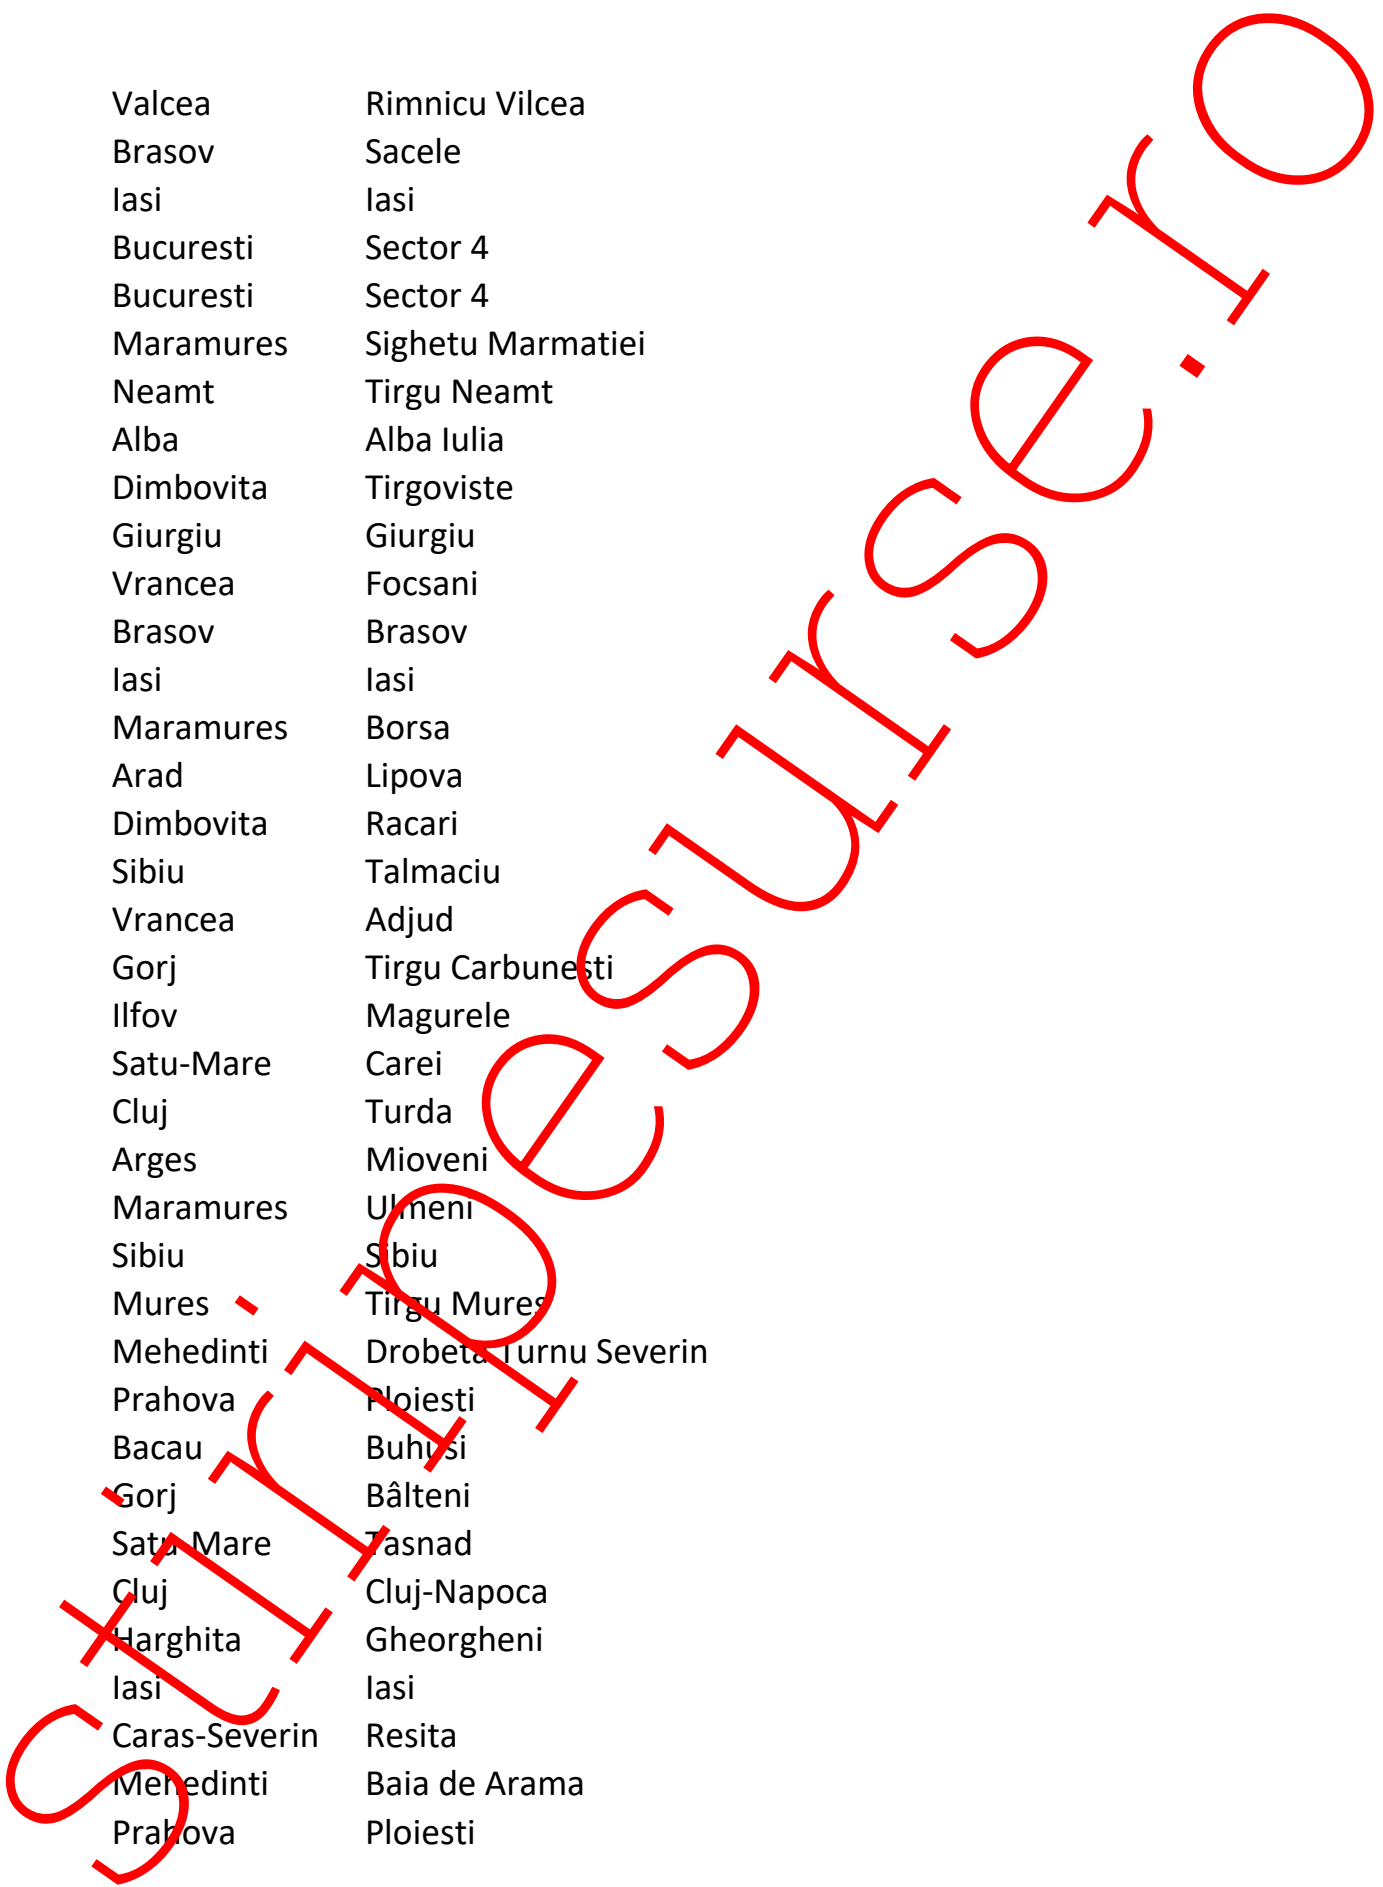 Valcea Rimnicu Vilcea
Brasov Sacele
Iasi Iasi
Bucuresti Sector 4
Bucuresti Sector 4
Maramures Sighetu Marmatiei
Neamt Tirgu Neamt
Alba Alba Iulia
Dimbovita Tirgoviste
Giurgiu Giurgiu
Vrancea Focsani
Brasov Brasov
Iasi Iasi
Maramures Borsa
Arad Lipova
Dimbovita Racari
Sibiu Talmaciu
Vrancea Adjud
Gorj Tirgu Carbunesti
Ilfov Magurele
Satu-Mare Carei
Cluj Turda
Arges Mioveni
Maramures Ulmeni
Sibiu Sibiu
Mures Tirgu Mures
Mehedinti Drobeta Turnu Severin
Prahova Ploiesti
Bacau Buhusi
Gorj Bâlteni
Satu-Mare Tasnad
Cluj Cluj-Napoca
Harghita Gheorgheni
Iasi Iasi
Caras-Severin Resita
Mehedinti Baia de Arama
Prahova Ploiesti
stiripesurse.ro